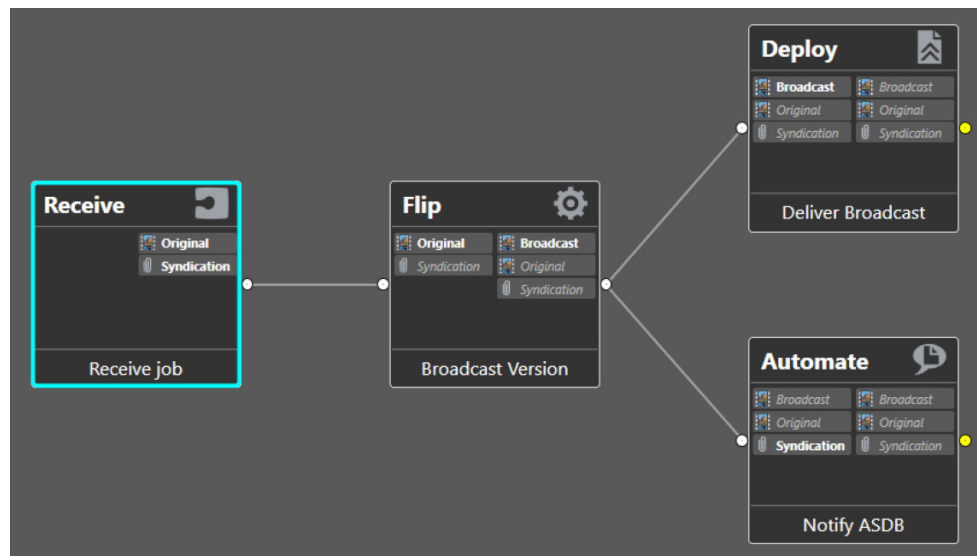 Deploy
Broadcast Broadcast
Original Original
Syndication Syndication
Deliver Broadcast
Receive
Original
Syndication
Receive job
Flip
Original Broadcast
Syndication Original
Syndication
Broadcast Version
Automate
Broadcast Broadcast
Original Original
Syndication Syndication
Notify ASDB